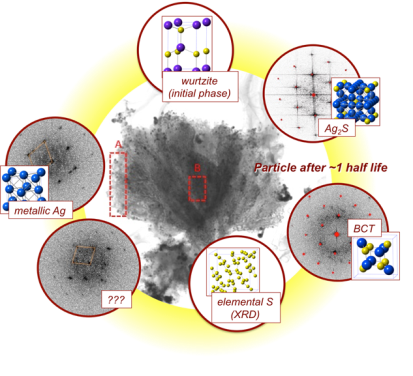 wurtzite
(initial phase)
Ag₂S
A
B
Particle after ~1 half life
metallic Ag
BCT
???
elemental S
(XRD)